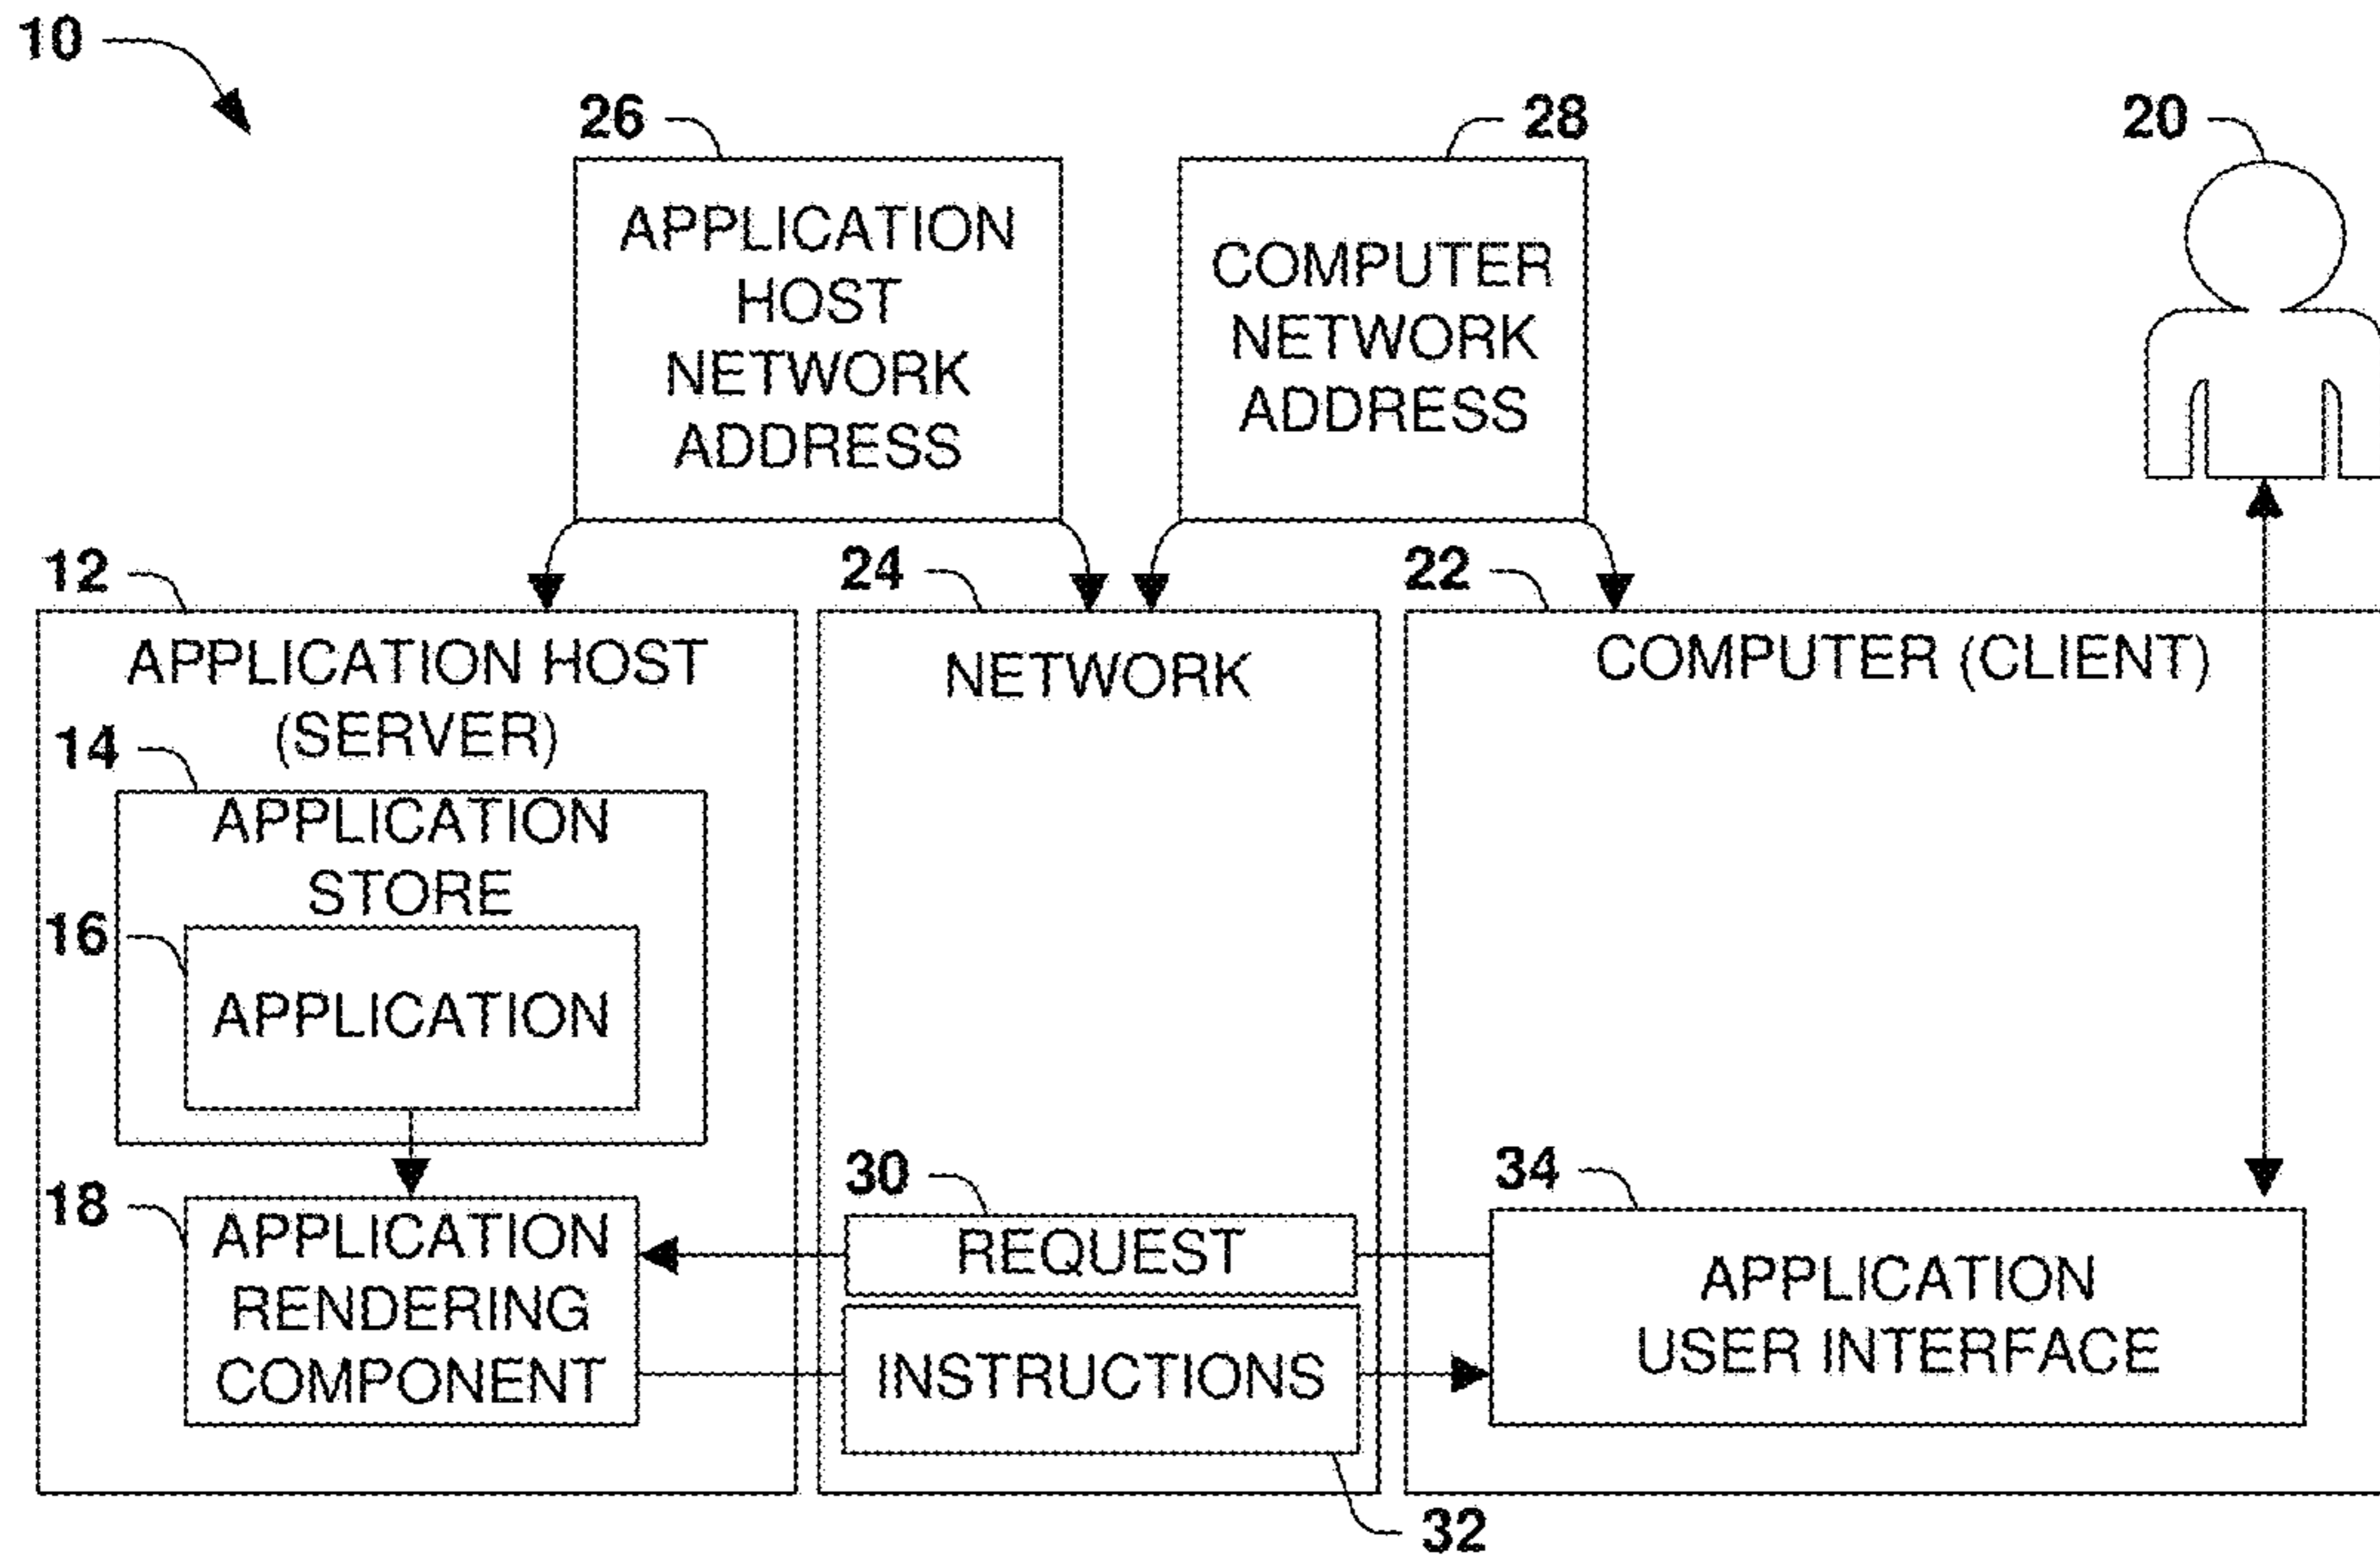 10
26
28
20
APPLICATION
HOST
NETWORK
ADDRESS
COMPUTER
NETWORK
ADDRESS
12
24
22
APPLICATION HOST
(SERVER)
NETWORK
COMPUTER (CLIENT)
14
APPLICATION
STORE
16
APPLICATION
18
APPLICATION
RENDERING
COMPONENT
30
REQUEST
INSTRUCTIONS
32
34
APPLICATION
USER INTERFACE